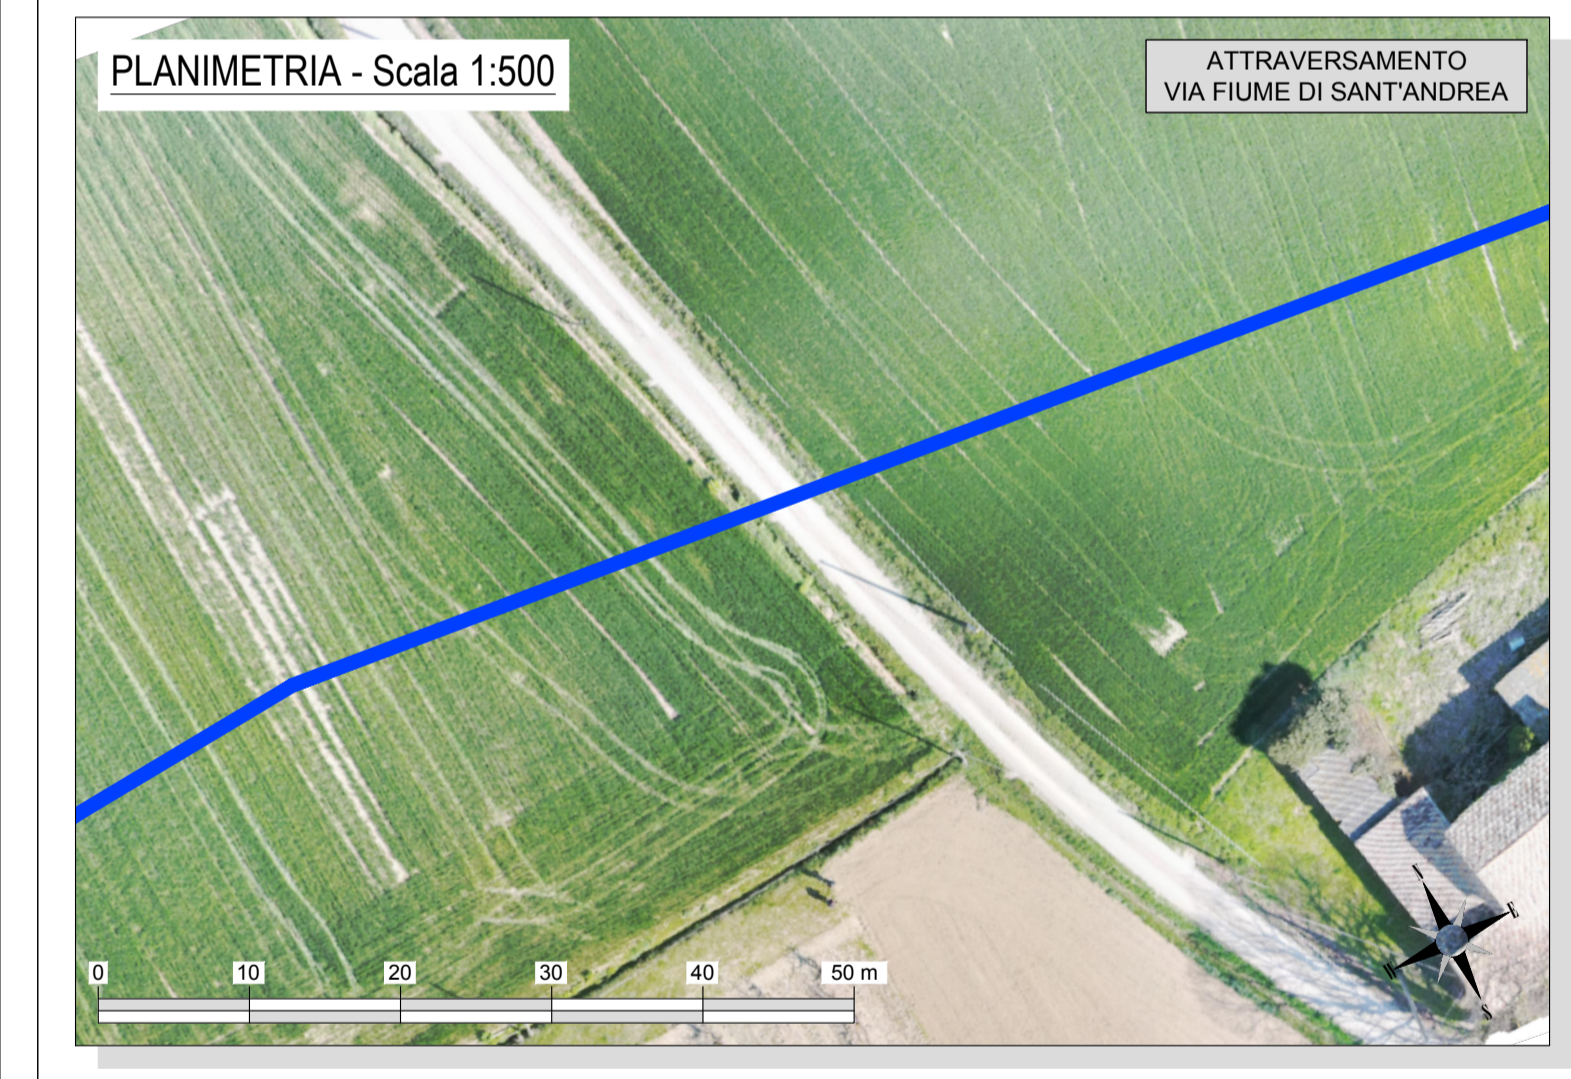 PLANIMETRIA - Scala 1:500
ATTRAVERSAMENTO
VIA FIUME DI SANT'ANDREA
N
E
W
S
0 10 20 30 40 50 m